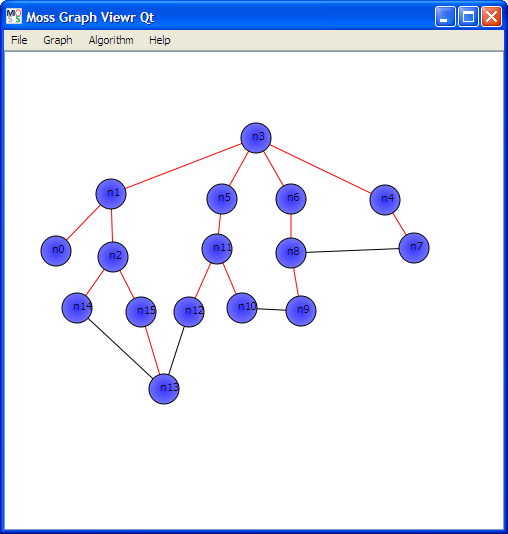 Moss Graph Viewr Qt
File Graph Algorithm Help
n3
n1
n5 n6 n4
n0 n2 n11 n8 n7
n14 n15 n12 n10 n9
n13